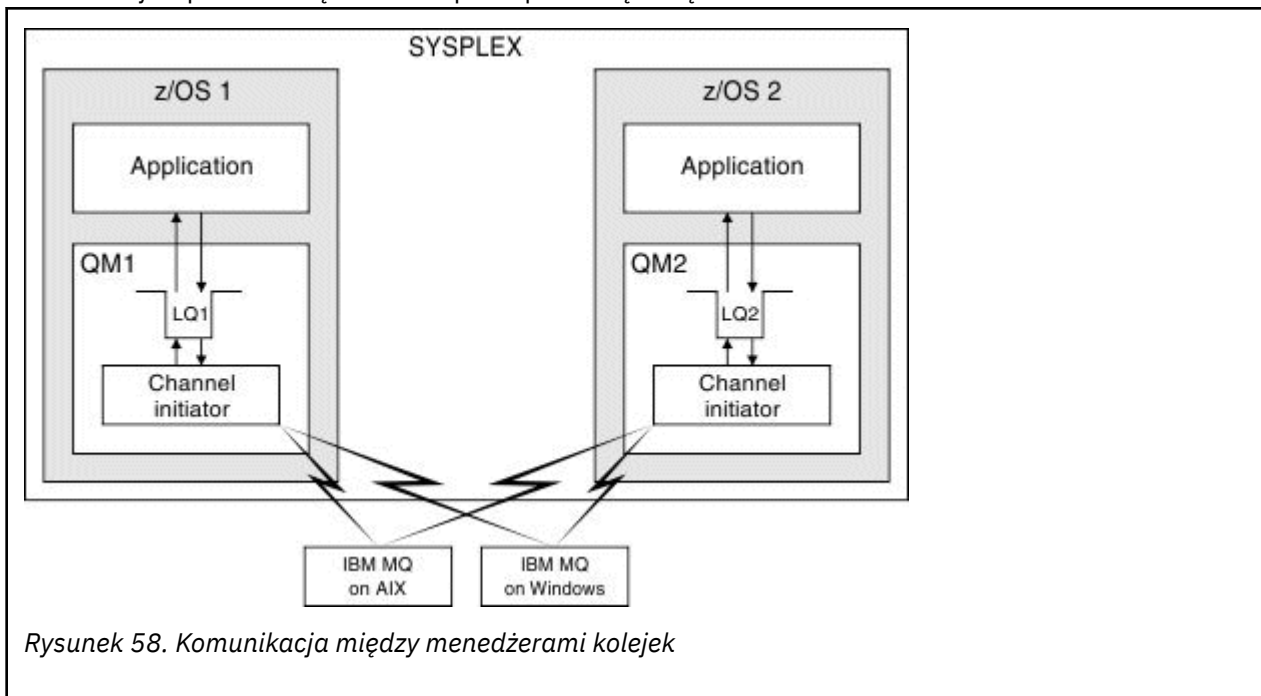 SYSPLEX
z/OS 1
Application
QM1
LQ1
Channel
initiator
z/OS 2
Application
QM2
LQ2
Channel
initiator
IBM MQ
on AIX
IBM MQ
on Windows
Rysunek 58. Komunikacja między menedżerami kolejek